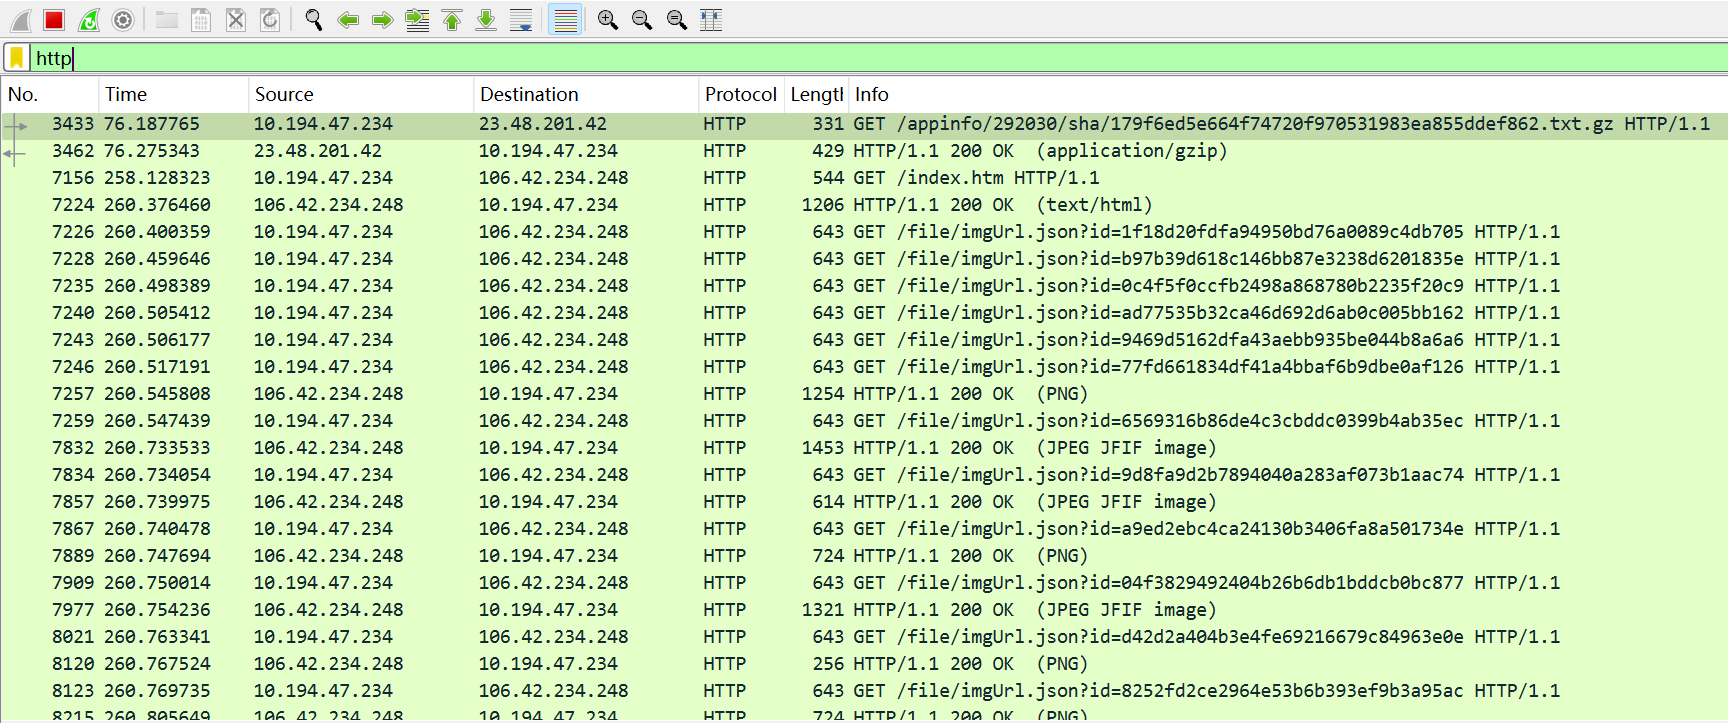 http
No. Time Source Destination Protocol Lengtl Info
3433 76.187765 10.194.47.234 23.48.201.42 HTTP 331 GET /appinfo/292030/sha/179f6ed5e664f74720f970531983ea855ddef862.txt.gz HTTP/1.1
3462 76.275343 23.48.201.42 10.194.47.234 HTTP 429 HTTP/1.1 200 OK (application/gzip)
7156 258.128323 10.194.47.234 106.42.234.248 HTTP 544 GET /index.htm HTTP/1.1
7224 260.376460 106.42.234.248 10.194.47.234 HTTP 1206 HTTP/1.1 200 OK (text/html)
7226 260.400359 10.194.47.234 106.42.234.248 HTTP 643 GET /file/imgUrl.json?id=1f18d20fdfa94950bd76a0089c4db705 HTTP/1.1
7228 260.459646 10.194.47.234 106.42.234.248 HTTP 643 GET /file/imgUrl.json?id=b97b39d618c146bb87e3238d6201835e HTTP/1.1
7235 260.498389 10.194.47.234 106.42.234.248 HTTP 643 GET /file/imgUrl.json?id=0c4f5f0ccfb2498a868780b2235f20c9 HTTP/1.1
7240 260.505412 10.194.47.234 106.42.234.248 HTTP 643 GET /file/imgUrl.json?id=ad77535b32ca46d692d6ab0c005bb162 HTTP/1.1
7243 260.506177 10.194.47.234 106.42.234.248 HTTP 643 GET /file/imgUrl.json?id=9469d5162dfa43aebb935be044b8a6a6 HTTP/1.1
7246 260.517191 10.194.47.234 106.42.234.248 HTTP 643 GET /file/imgUrl.json?id=77fd661834df41a4bbaf6b9dbe0af126 HTTP/1.1
7257 260.545808 106.42.234.248 10.194.47.234 HTTP 1254 HTTP/1.1 200 OK (PNG)
7259 260.547439 10.194.47.234 106.42.234.248 HTTP 643 GET /file/imgUrl.json?id=6569316b86de4c3cbddc0399b4ab35ec HTTP/1.1
7832 260.733533 106.42.234.248 10.194.47.234 HTTP 1453 HTTP/1.1 200 OK (JPEG JFIF image)
7834 260.734054 10.194.47.234 106.42.234.248 HTTP 643 GET /file/imgUrl.json?id=9d8fa9d2b7894040a283af073b1aac74 HTTP/1.1
7857 260.739975 106.42.234.248 10.194.47.234 HTTP 614 HTTP/1.1 200 OK (JPEG JFIF image)
7867 260.740478 10.194.47.234 106.42.234.248 HTTP 643 GET /file/imgUrl.json?id=a9ed2ebc4ca24130b3406fa8a501734e HTTP/1.1
7889 260.747694 106.42.234.248 10.194.47.234 HTTP 724 HTTP/1.1 200 OK (PNG)
7909 260.750014 10.194.47.234 106.42.234.248 HTTP 643 GET /file/imgUrl.json?id=04f3829492404b26b6db1bddcb0bc877 HTTP/1.1
7977 260.754236 106.42.234.248 10.194.47.234 HTTP 1321 HTTP/1.1 200 OK (JPEG JFIF image)
8021 260.763341 10.194.47.234 106.42.234.248 HTTP 643 GET /file/imgUrl.json?id=d42d2a404b3e4fe69216679c84963e0e HTTP/1.1
8120 260.767524 106.42.234.248 10.194.47.234 HTTP 256 HTTP/1.1 200 OK (PNG)
8123 260.769735 10.194.47.234 106.42.234.248 HTTP 643 GET /file/imgUrl.json?id=8252fd2ce2964e53b6b393ef9b3a95ac HTTP/1.1
8215 260.805649 106.42.234.248 10.194.47.234 HTTP 724 HTTP/1.1 200 OK (PNG)